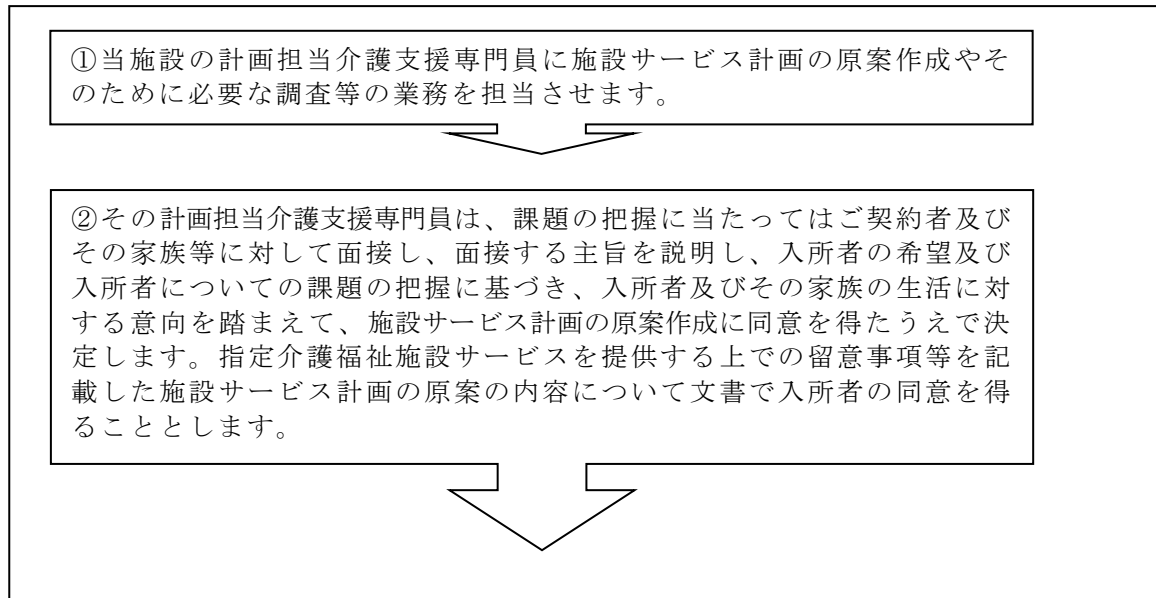 ①当施設の計画担当介護支援専門員に施設サービス計画の原案作成やそ
のために必要な調査等の業務を担当させます。
②その計画担当介護支援専門員は、課題の把握に当たってはご契約者及び
その家族等に対して面接し、面接する主旨を説明し、入所者の希望及び
入所者についての課題の把握に基づき、入所者及びその家族の生活に対
する意向を踏まえて、施設サービス計画の原案作成に同意を得たうえで決
定します。指定介護福祉施設サービスを提供する上での留意事項等を記
載した施設サービス計画の原案の内容について文書で入所者の同意を得
ることとします。